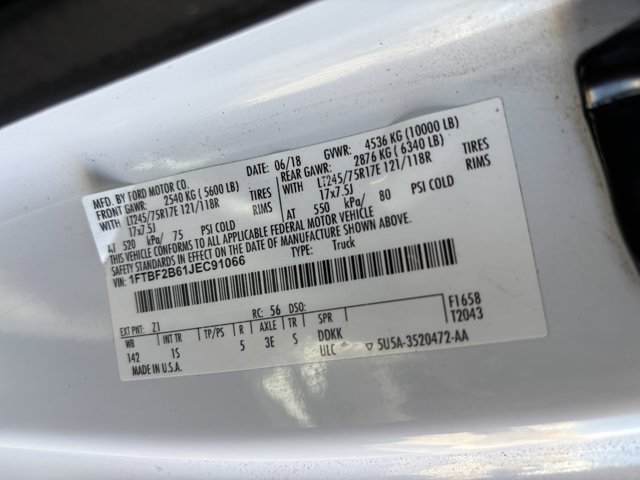 MFD. BY FORD MOTOR CO.
DATE: 06/18 GVWR: 4536 KG (10000 LB)
FRONT GAWR: 2540 KG (5600 LB) REAR GAWR: 2876 KG (6340 LB)
WITH LT245/75R17E 121/118R TIRES WITH LT245/75R17E 121/118R TIRES
17x7.5J RIMS 17x7.5J RIMS
AT 520 kPa/ 75 PSI COLD AT 550 kPa/ 80 PSI COLD
THIS VEHICLE CONFORMS TO ALL APPLICABLE FEDERAL MOTOR VEHICLE
SAFETY STANDARDS IN EFFECT ON THE DATE OF MANUFACTURE SHOWN ABOVE.
VIN: 1FTBF2B61JEC91066 TYPE: Truck
EXT PNT: Z1 RC: 56 DSO: F1658
WB INT TR TP/PS R AXLE TR SPR T2043
142 1S 5 3E S DDKK
MADE IN U.S.A. ULC ▽ 5U5A-3520472-AA